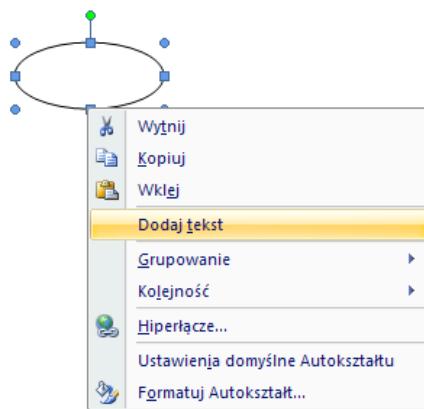 Wytnij
Kopiuj
Wklej
Dodaj tekst
Grupowanie
Kolejność
Hiperłącze...
Ustawienia domyślne Autokształtu
Formatuj Autokształt...